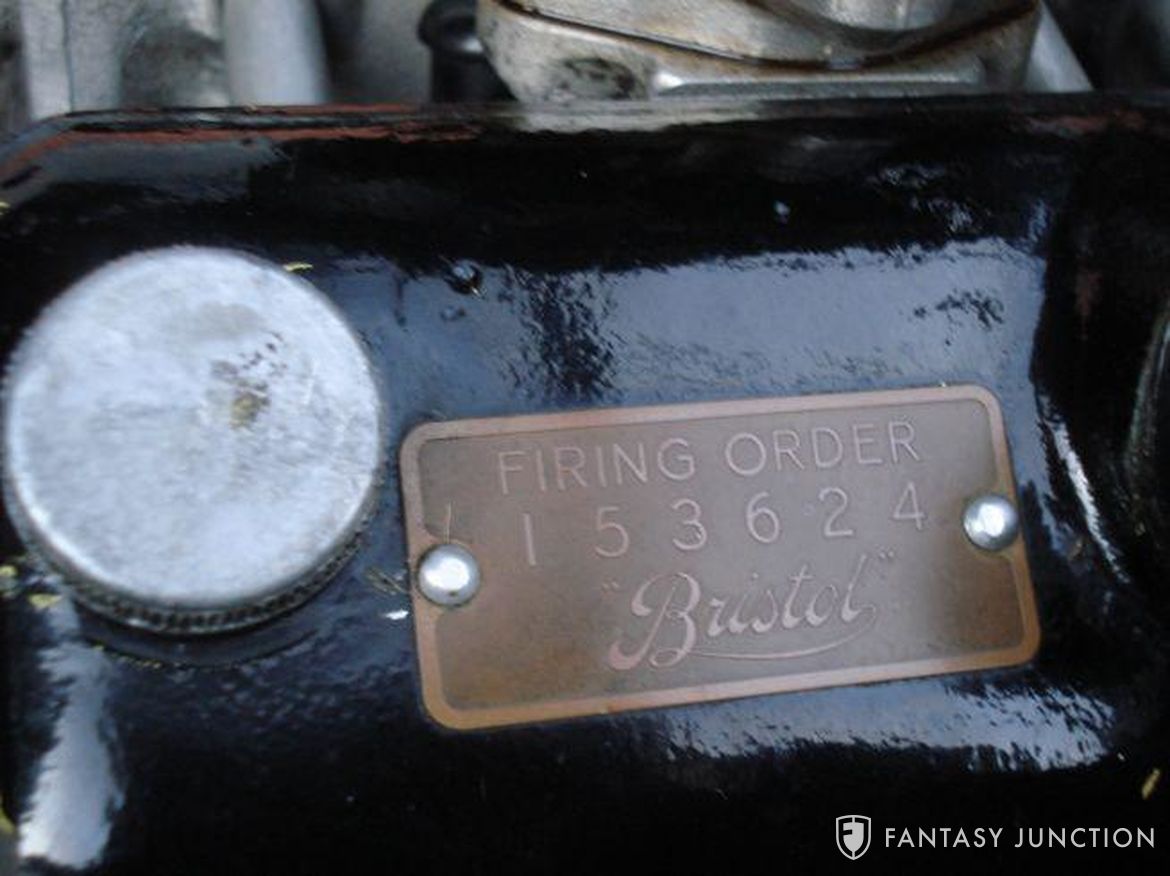 FIRING ORDER
1 5 3 6 2 4
"Bristol"
FANTASY JUNCTION